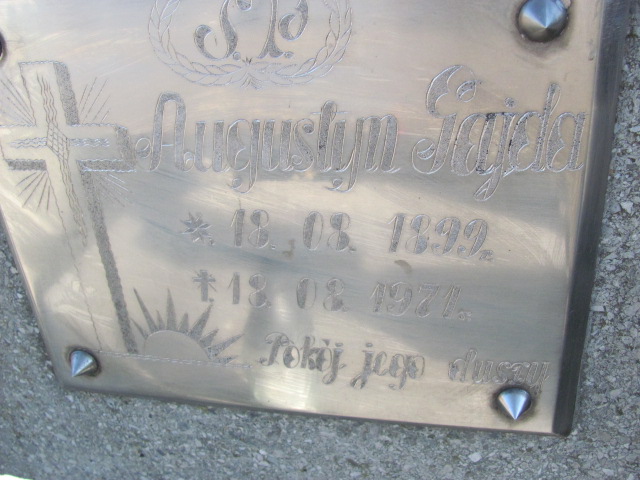 Ś.P.
Augustyn Gajda
*. 18. 08. 1899.
†. 18. 08. 1971.
Pokój jego duszy